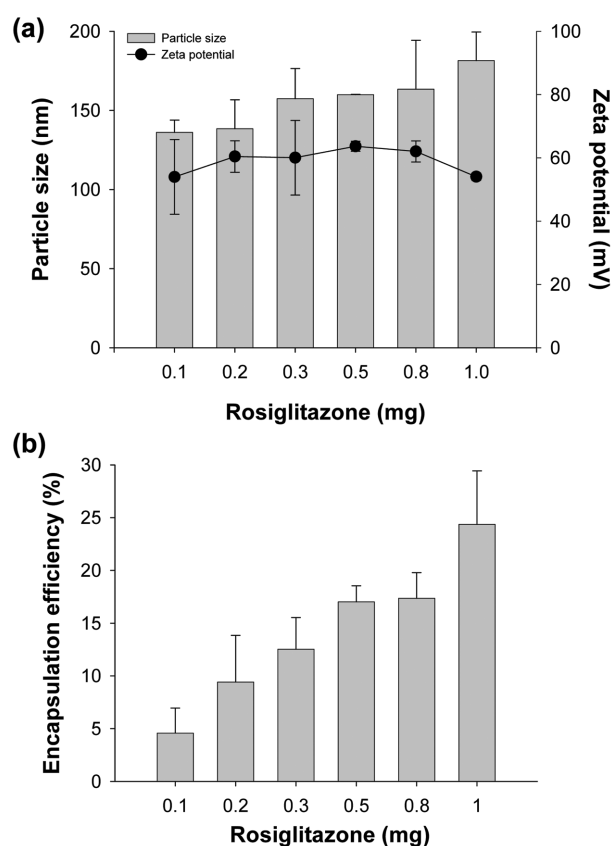 (a)
Particle size
Zeta potential
200
150
100
50
0
Particle size (nm)
100
80
60
40
20
0
Zeta potential (mV)
0.1 0.2 0.3 0.5 0.8 1.0
Rosiglitazone (mg)
(b)
30
25
20
15
10
5
0
Encapsulation efficiency (%)
0.1 0.2 0.3 0.5 0.8 1
Rosiglitazone (mg)